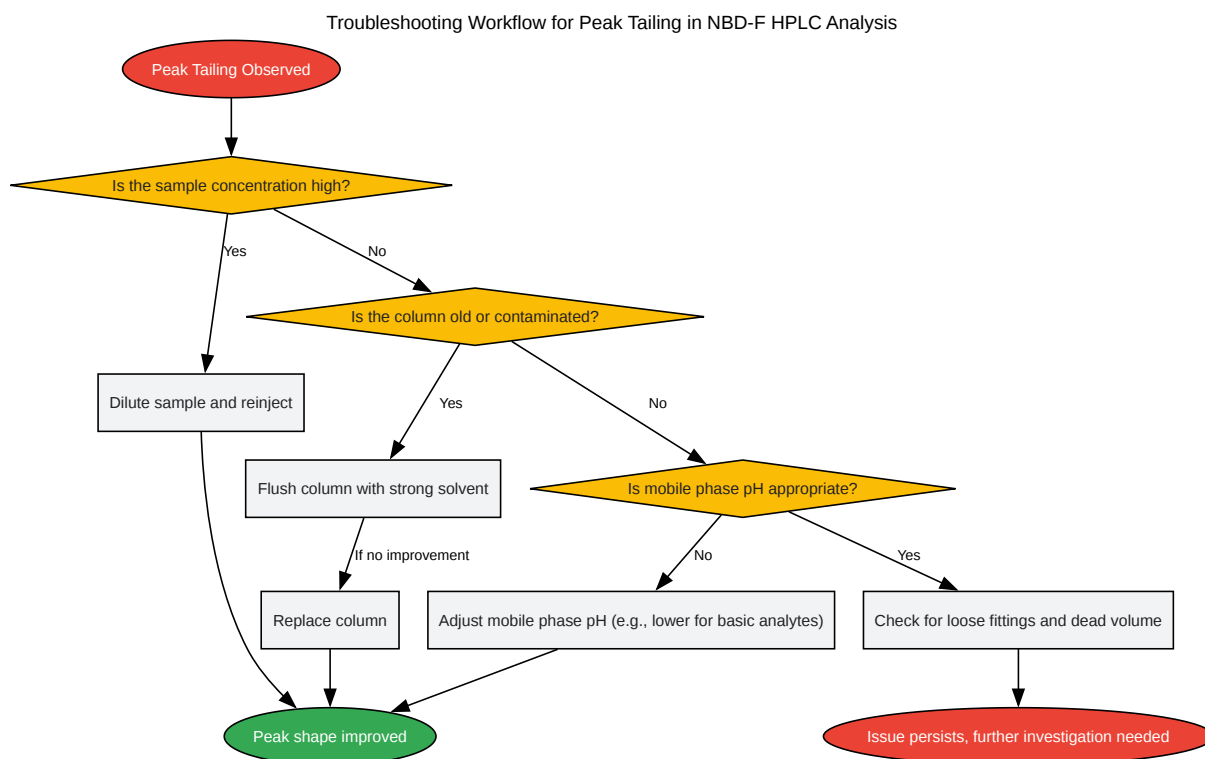 Troubleshooting Workflow for Peak Tailing in NBD-F HPLC Analysis
Peak Tailing Observed
Is the sample concentration high?
Yes
No
Is the column old or contaminated?
Dilute sample and reinject
Yes
No
Flush column with strong solvent
Is mobile phase pH appropriate?
If no improvement
No
Yes
Replace column
Adjust mobile phase pH (e.g., lower for basic analytes)
Check for loose fittings and dead volume
Peak shape improved
Issue persists, further investigation needed